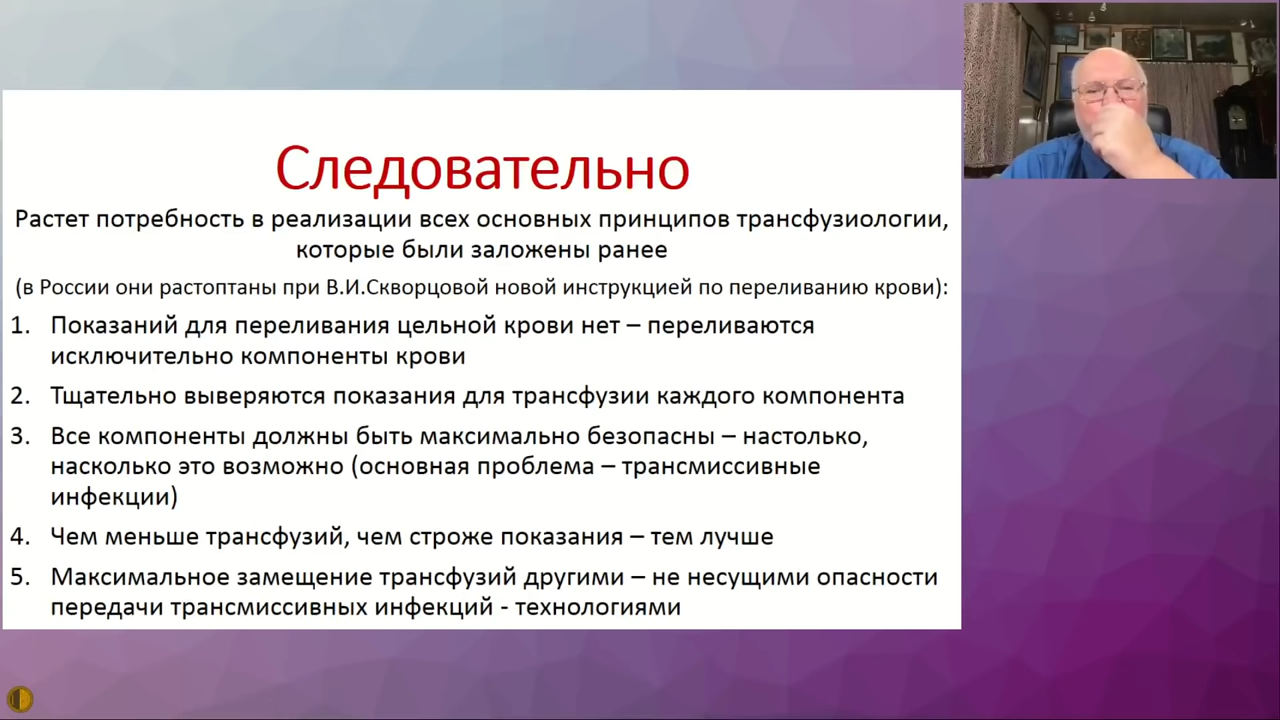 Следовательно
Растет потребность в реализации всех основных принципов трансфузиологии,
которые были заложены ранее
(в России они растоптаны при В.И.Скворцовой новой инструкцией по переливанию крови):
1. Показаний для переливания цельной крови нет – переливаются
исключительно компоненты крови
2. Тщательно выверяются показания для трансфузии каждого компонента
3. Все компоненты должны быть максимально безопасны – настолько,
насколько это возможно (основная проблема – трансмиссивные
инфекции)
4. Чем меньше трансфузий, чем строже показания – тем лучше
5. Максимальное замещение трансфузий другими – не несущими опасности
передачи трансмиссивных инфекций - технологиями